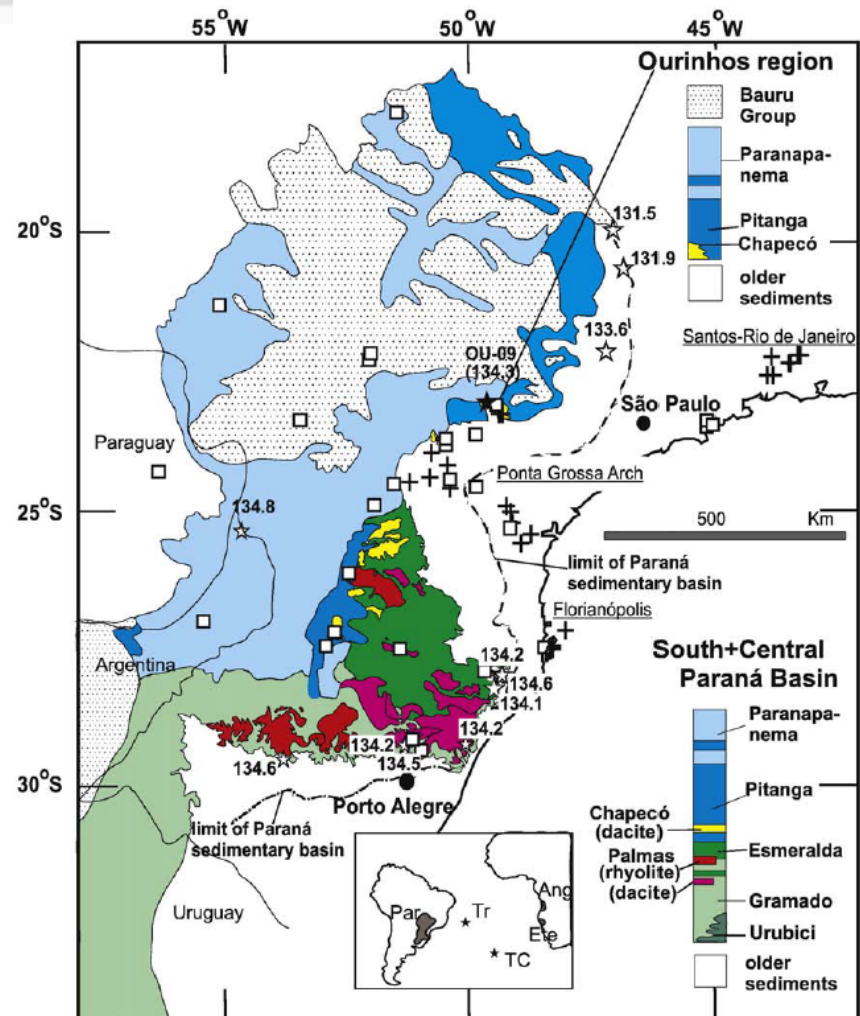 55°W
50°W
45°W
Ourinhos region
Bauru
Group
Paranapa-
nema
Pitanga
Chapecó
older
sediments
20°S
131.5
131.9
133.6
OU-09
(134.3)
Santos-Rio de Janeiro
São Paulo
Paraguay
Ponta Grossa Arch
134.8
25°S
500 Km
limit of Paraná
sedimentary basin
Florianópolis
Argentina
134.2
134.6
134.1
134.2
134.2
134.5
134.6
30°S
Porto Alegre
limit of Paraná
sedimentary basin
Uruguay
South+Central
Paraná Basin
Paranapa-
nema
Pitanga
Chapecó
(dacite)
Palmas
(rhyolite)
(dacite)
Esmeralda
Gramado
Urubici
older
sediments
Par
Tr
TC
Ang
Ete